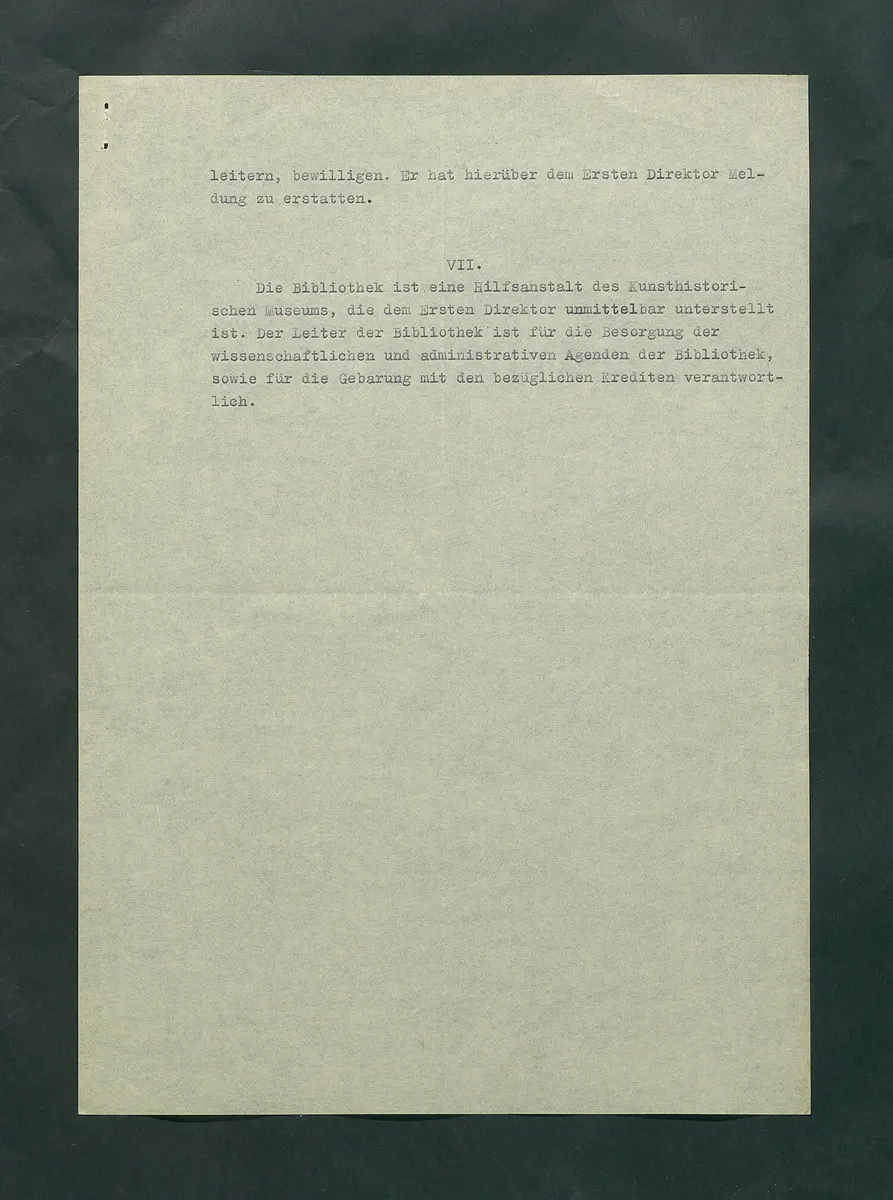 leitern, bewilligen. Er hat hierüber dem Ersten Direktor Mel-
dung zu erstatten.
VII.
Die Bibliothek ist eine Hilfsanstalt des Kunsthistori-
schen Museums, die dem Ersten Direktor unmittelbar unterstellt
ist. Der Leiter der Bibliothek ist für die Besorgung der
wissenschaftlichen und administrativen Agenden der Bibliothek,
sowie für die Gebarung mit den bezüglichen Krediten verantwort-
lich.